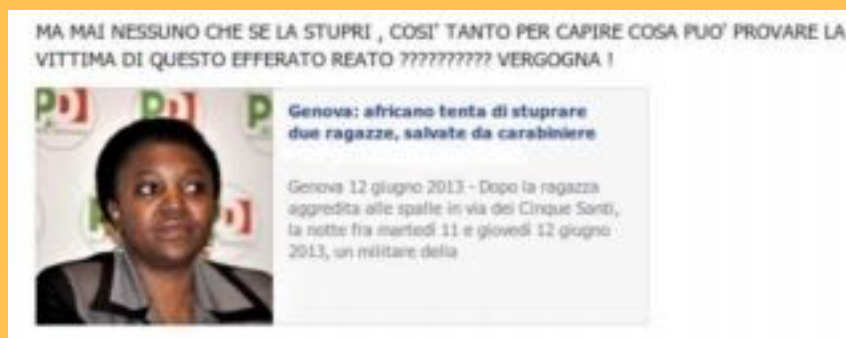 MA MAI NESSUNO CHE SE LA STUPRI , COSI' TANTO PER CAPIRE COSA PUO' PROVARE LA
VITTIMA DI QUESTO EFFERATO REATO ?????????? VERGOGNA !
PD PD P
Genova: africano tenta di stuprare
due ragazze, salvate da carabiniere
Genova 12 giugno 2013 - Dopo la ragazza
aggredita alle spalle in via dei Cinque Santi,
la notte fra martedì 11 e giovedì 12 giugno
2013, un militare della